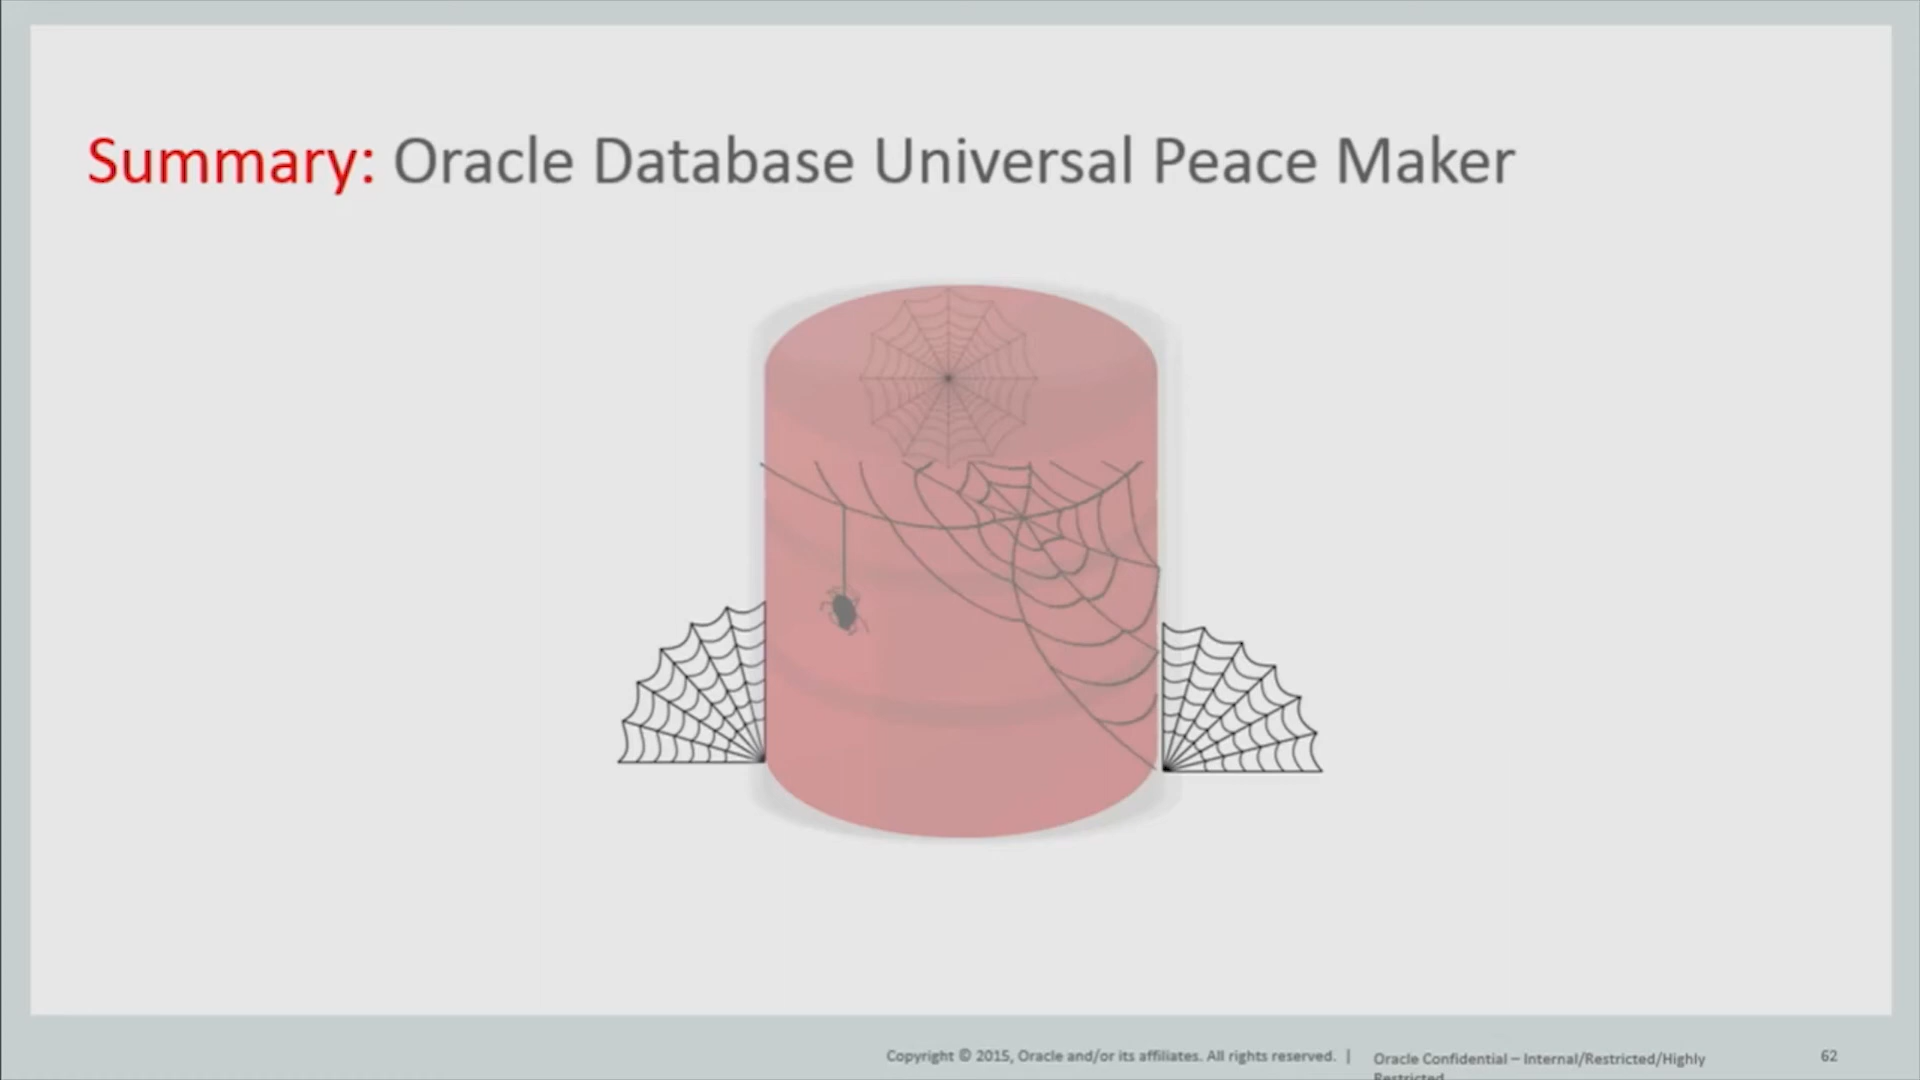 Summary: Oracle Database Universal Peace Maker
Copyright © 2015, Oracle and/or its affiliates. All rights reserved. |
Oracle Confidential – Internal/Restricted/Highly
Restricted
62